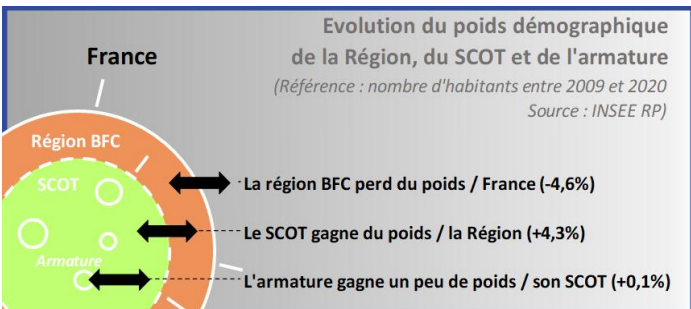 Evolution du poids démographique
de la Région, du SCOT et de l'armature
(Référence : nombre d'habitants entre 2009 et 2020
Source : INSEE RP)
France
Région BFC
SCOT
Armature
La région BFC perd du poids / France (-4,6%)
Le SCOT gagne du poids / la Région (+4,3%)
L'armature gagne un peu de poids / son SCOT (+0,1%)